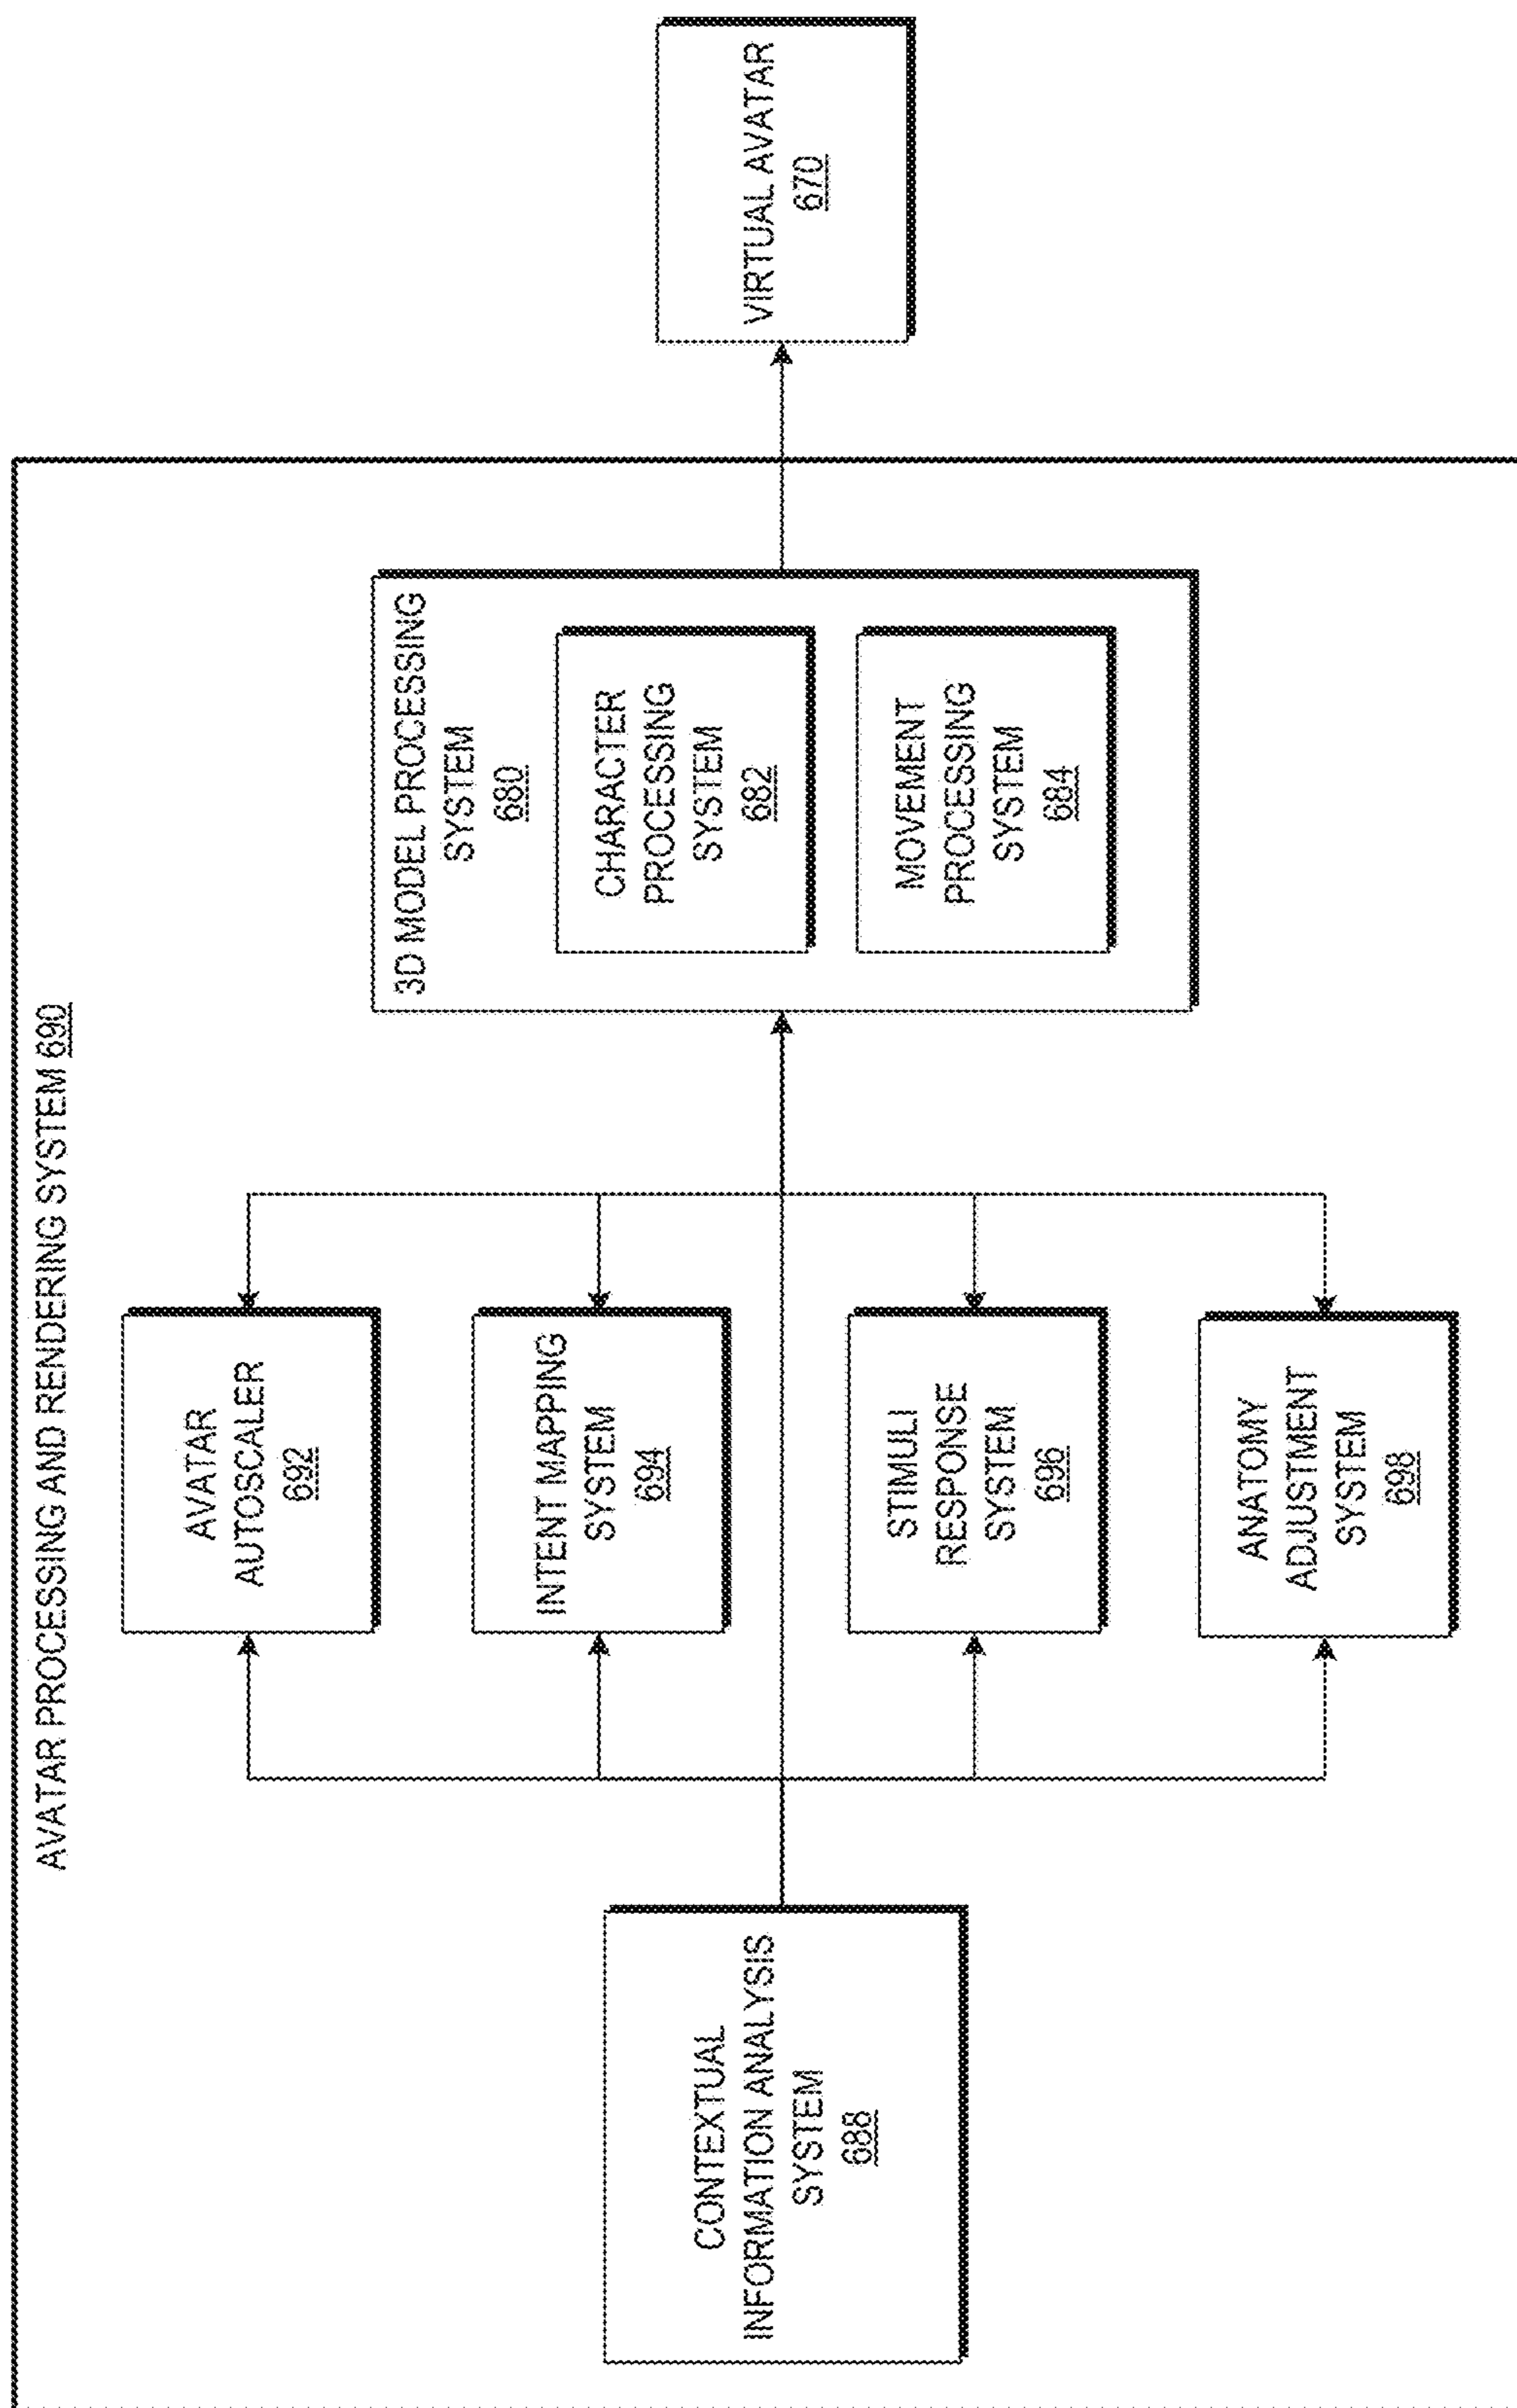 AVATAR PROCESSING AND RENDERING SYSTEM 690
CONTEXTUAL
INFORMATION ANALYSIS
SYSTEM
688
AVATAR
AUTOSCALER
692
INTENT MAPPING
SYSTEM
694
STIMULI
RESPONSE
SYSTEM
696
ANATOMY
ADJUSTMENT
SYSTEM
698
3D MODEL PROCESSING
SYSTEM
680
CHARACTER
PROCESSING
SYSTEM
682
MOVEMENT
PROCESSING
SYSTEM
684
VIRTUAL AVATAR
670